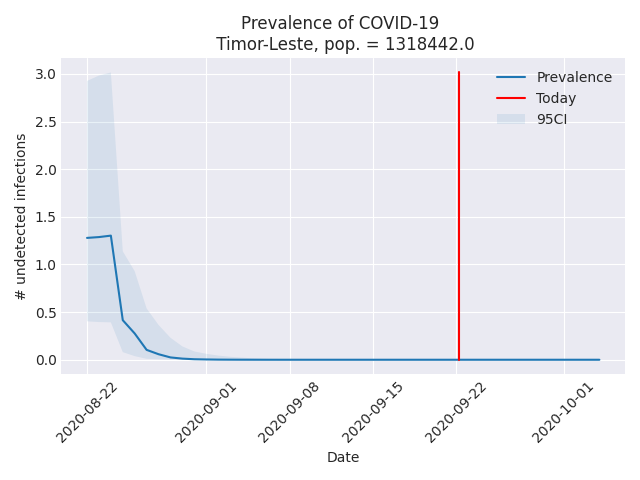 Prevalence of COVID-19
Timor-Leste, pop. = 1318442.0
# undetected infections
3.0
2.5
2.0
1.5
1.0
0.5
0.0
Prevalence
Today
95CI
2020-08-22
2020-09-01
2020-09-08
2020-09-15
2020-09-22
2020-10-01
Date